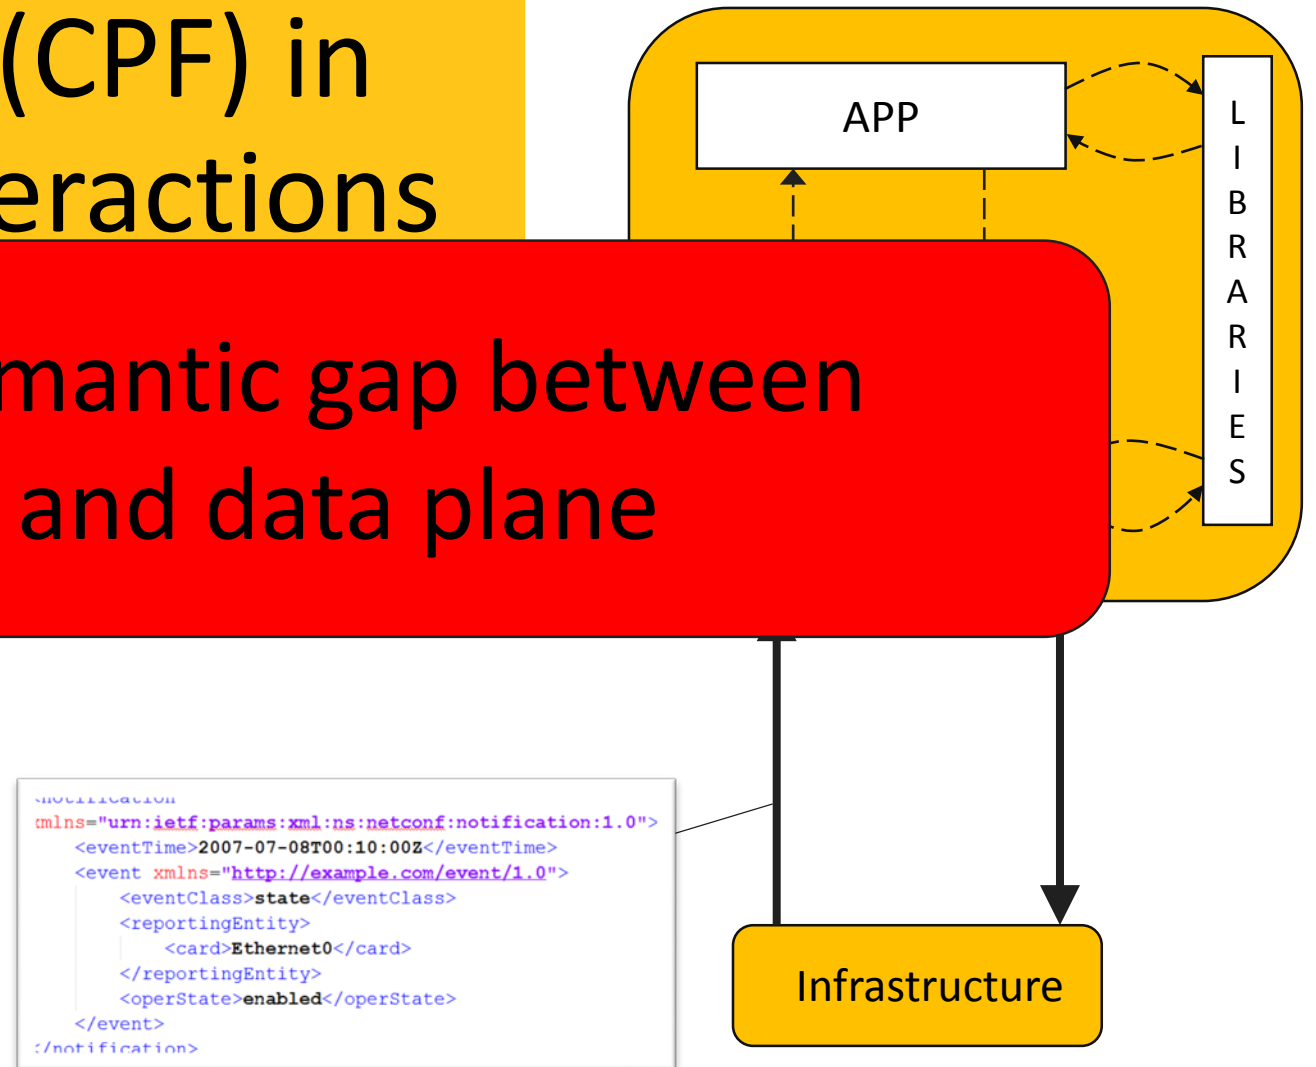 (CPF) in
eractions
APP
L
I
B
R
A
R
I
E
S
mantic gap between
and data plane
<notification
xmlns="urn:ietf:params:xml:ns:netconf:notification:1.0">
<eventTime>2007-07-08T00:10:00Z</eventTime>
<event xmlns="http://example.com/event/1.0">
<eventClass>state</eventClass>
<reportingEntity>
<card>Ethernet0</card>
</reportingEntity>
<operState>enabled</operState>
</event>
</notification>
Infrastructure